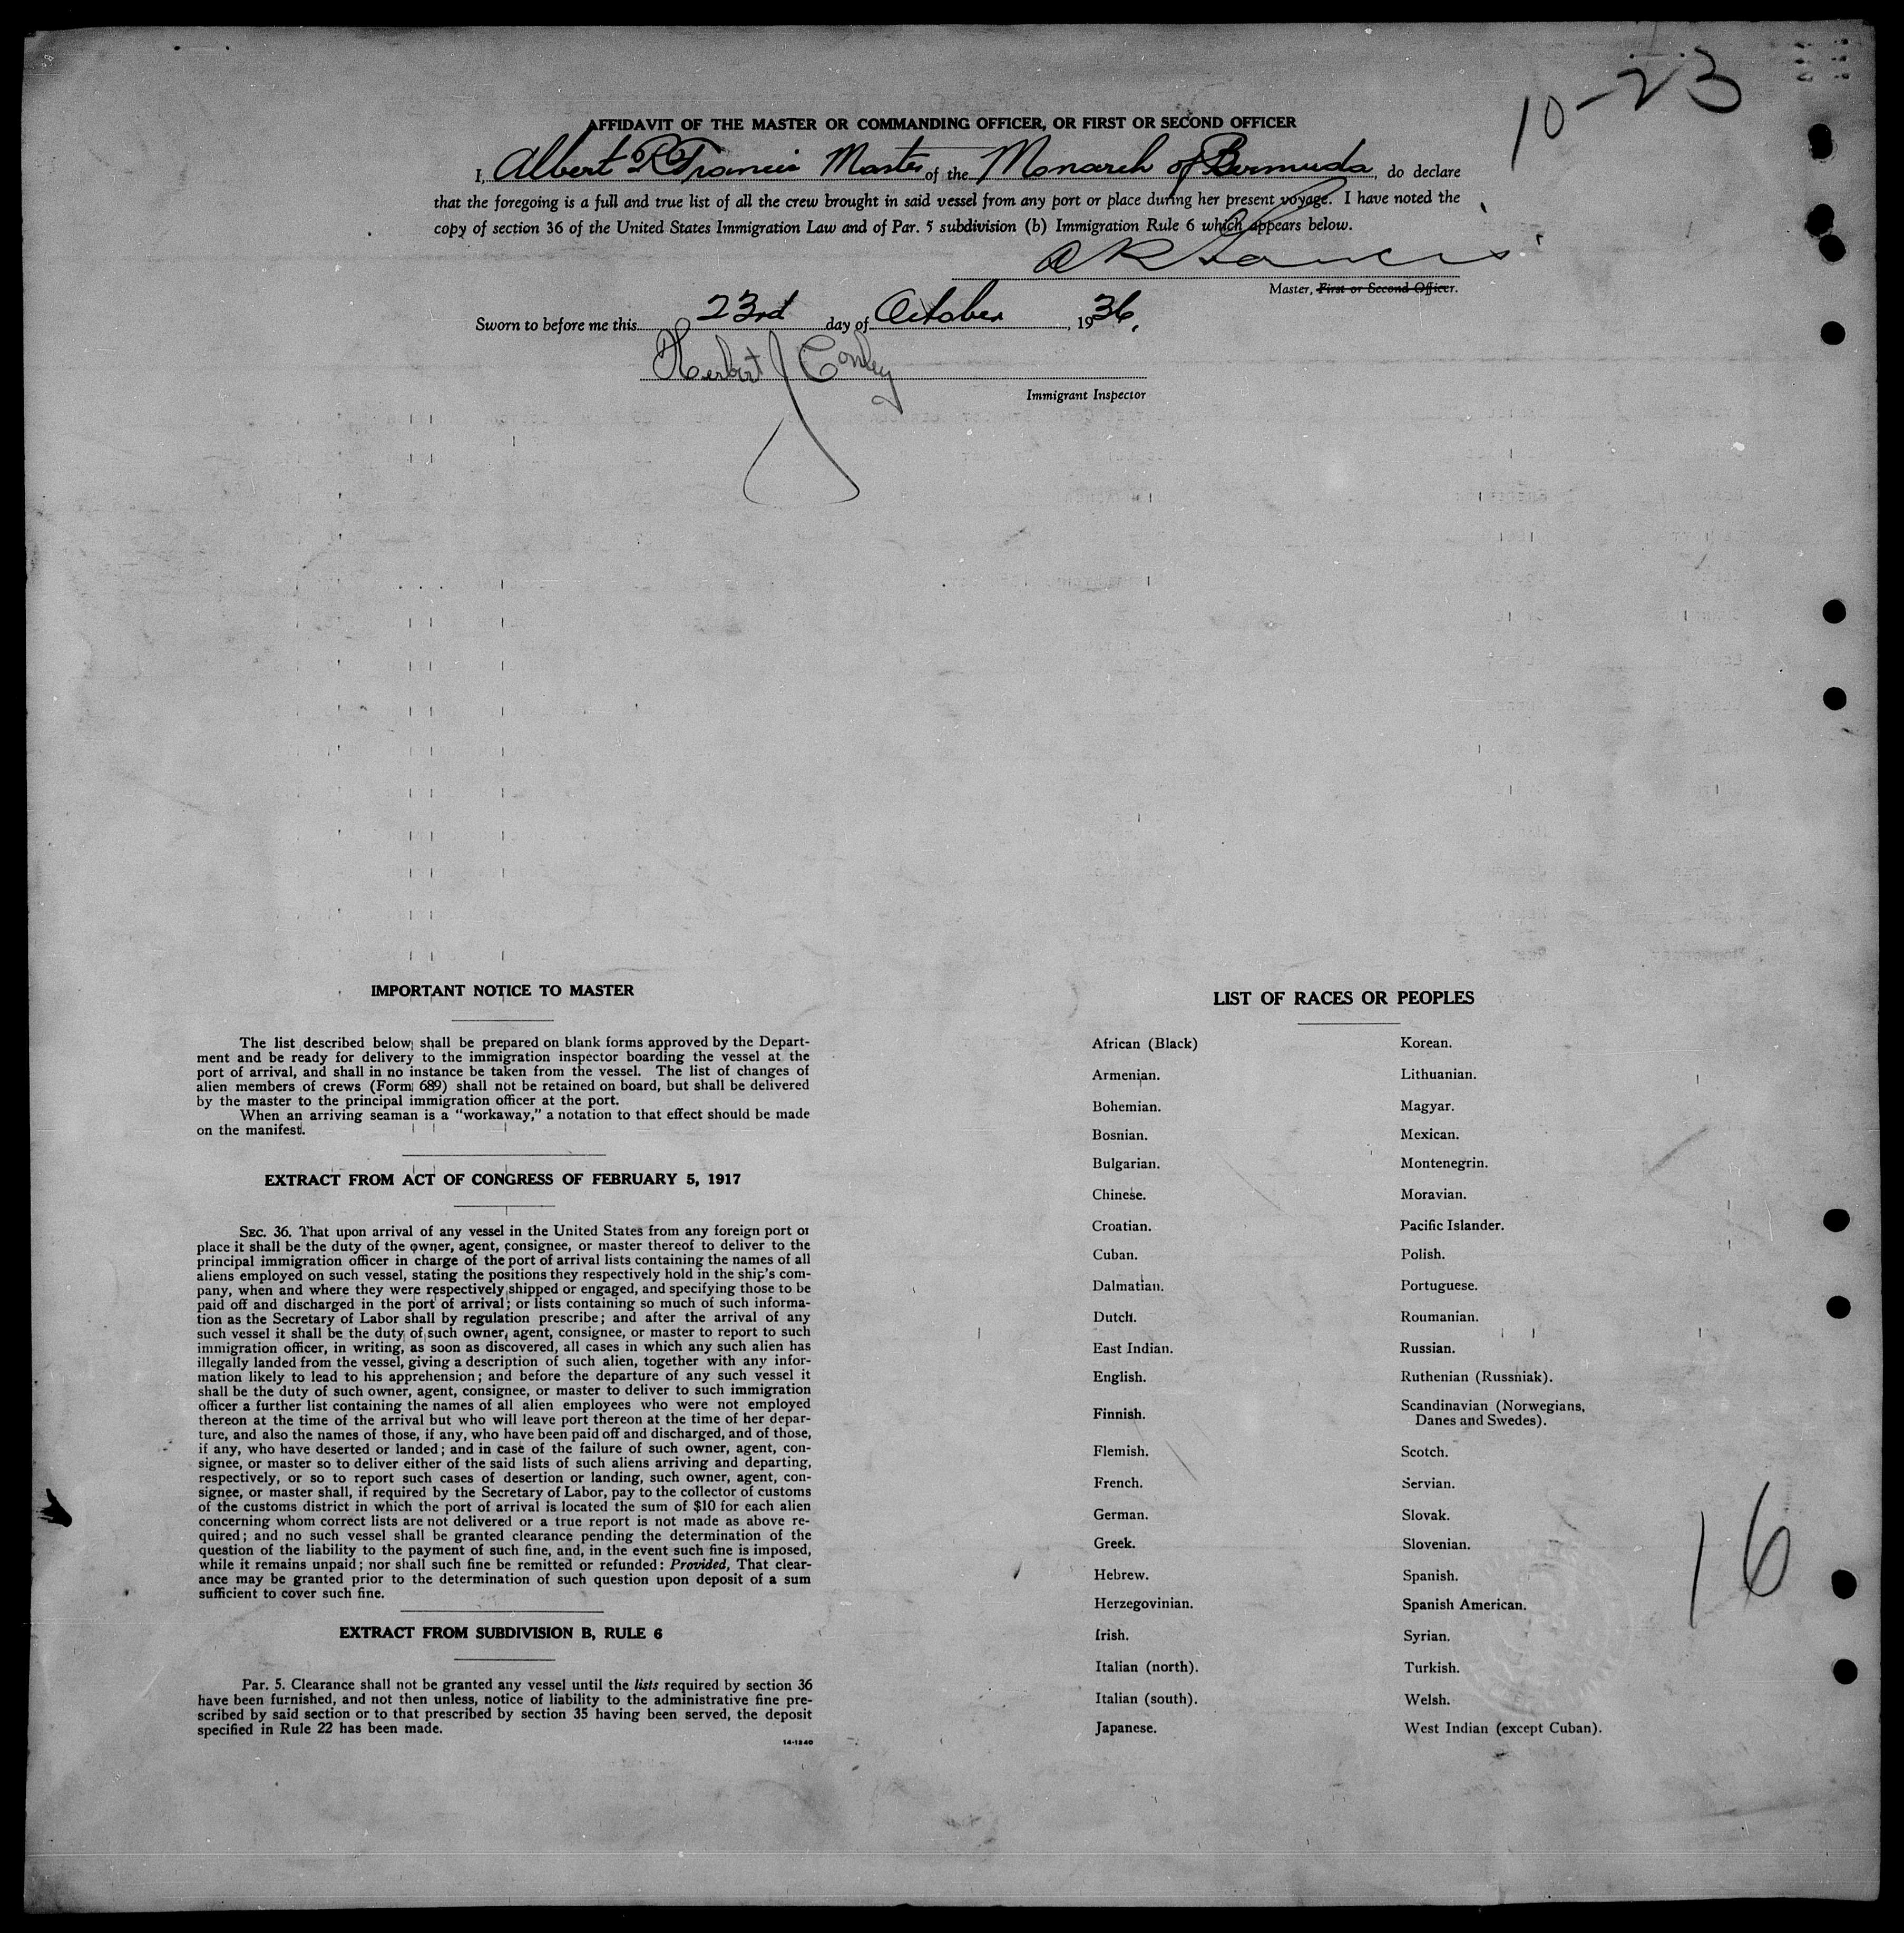 10-23
AFFIDAVIT OF THE MASTER OR COMMANDING OFFICER, OR FIRST OR SECOND OFFICER
I, Albert R Francis Master of the Monarch of Bermuda, do declare
that the foregoing is a full and true list of all the crew brought in said vessel from any port or place during her present voyage. I have noted the
copy of section 36 of the United States Immigration Law and of Par. 5 subdivision (b) Immigration Rule 6 which appears below.
A R Francis
Master, First or Second Officer.
Sworn to before me this 23rd day of October, 1936.
Herbert J Conley
Immigrant Inspector
IMPORTANT NOTICE TO MASTER
The list described below shall be prepared on blank forms approved by the Depart-
ment and be ready for delivery to the immigration inspector boarding the vessel at the
port of arrival, and shall in no instance be taken from the vessel. The list of changes of
alien members of crews (Form 689) shall not be retained on board, but shall be delivered
by the master to the principal immigration officer at the port.
When an arriving seaman is a "workaway," a notation to that effect should be made
on the manifest.
EXTRACT FROM ACT OF CONGRESS OF FEBRUARY 5, 1917
SEC. 36. That upon arrival of any vessel in the United States from any foreign port or
place it shall be the duty of the owner, agent, consignee, or master thereof to deliver to the
principal immigration officer in charge of the port of arrival lists containing the names of all
aliens employed on such vessel, stating the positions they respectively hold in the ship's com-
pany, when and where they were respectively shipped or engaged, and specifying those to be
paid off and discharged in the port of arrival; or lists containing so much of such informa-
tion as the Secretary of Labor shall by regulation prescribe; and after the arrival of any
such vessel it shall be the duty of such owner, agent, consignee, or master to report to such
immigration officer, in writing, as soon as discovered, all cases in which any such alien has
illegally landed from the vessel, giving a description of such alien, together with any infor-
mation likely to lead to his apprehension; and before the departure of any such vessel it
shall be the duty of such owner, agent, consignee, or master to deliver to such immigration
officer a further list containing the names of all alien employees who were not employed
thereon at the time of the arrival but who will leave port thereon at the time of her depar-
ture, and also the names of those, if any, who have been paid off and discharged, and of those,
if any, who have deserted or landed; and in case of the failure of such owner, agent, con-
signee, or master so to deliver either of the said lists of such aliens arriving and departing,
respectively, or so to report such cases of desertion or landing, such owner, agent, con-
signee, or master shall, if required by the Secretary of Labor, pay to the collector of customs
of the customs district in which the port of arrival is located the sum of $10 for each alien
concerning whom correct lists are not delivered or a true report is not made as above re-
quired; and no such vessel shall be granted clearance pending the determination of the
question of the liability to the payment of such fine, and, in the event such fine is imposed,
while it remains unpaid; nor shall such fine be remitted or refunded: Provided, That clear-
ance may be granted prior to the determination of such question upon deposit of a sum
sufficient to cover such fine.
EXTRACT FROM SUBDIVISION B, RULE 6
Par. 5. Clearance shall not be granted any vessel until the lists required by section 36
have been furnished, and not then unless, notice of liability to the administrative fine pre-
scribed by said section or to that prescribed by section 35 having been served, the deposit
specified in Rule 22 has been made.
14-1340
LIST OF RACES OR PEOPLES
African (Black)
Armenian.
Bohemian.
Bosnian.
Bulgarian.
Chinese.
Croatian.
Cuban.
Dalmatian.
Dutch.
East Indian.
English.
Finnish.
Flemish.
French.
German.
Greek.
Hebrew.
Herzegovinian.
Irish.
Italian (north).
Italian (south).
Japanese.
Korean.
Lithuanian.
Magyar.
Mexican.
Montenegrin.
Moravian.
Pacific Islander.
Polish.
Portuguese.
Roumanian.
Russian.
Ruthenian (Russniak).
Scandinavian (Norwegians,
Danes and Swedes).
Scotch.
Servian.
Slovak.
Slovenian.
Spanish.
Spanish American.
Syrian.
Turkish.
Welsh.
West Indian (except Cuban).
16